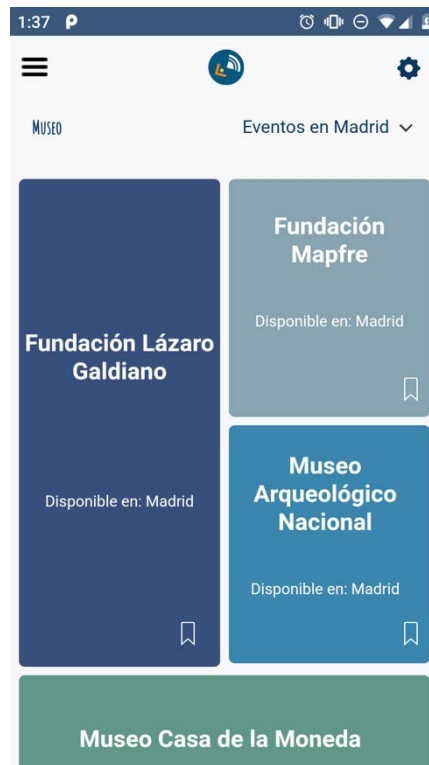 1:37
Museo
Eventos en Madrid
Fundación Lázaro
Galdiano
Disponible en: Madrid
Fundación
Mapfre
Disponible en: Madrid
Museo
Arqueológico
Nacional
Disponible en: Madrid
Museo Casa de la Moneda